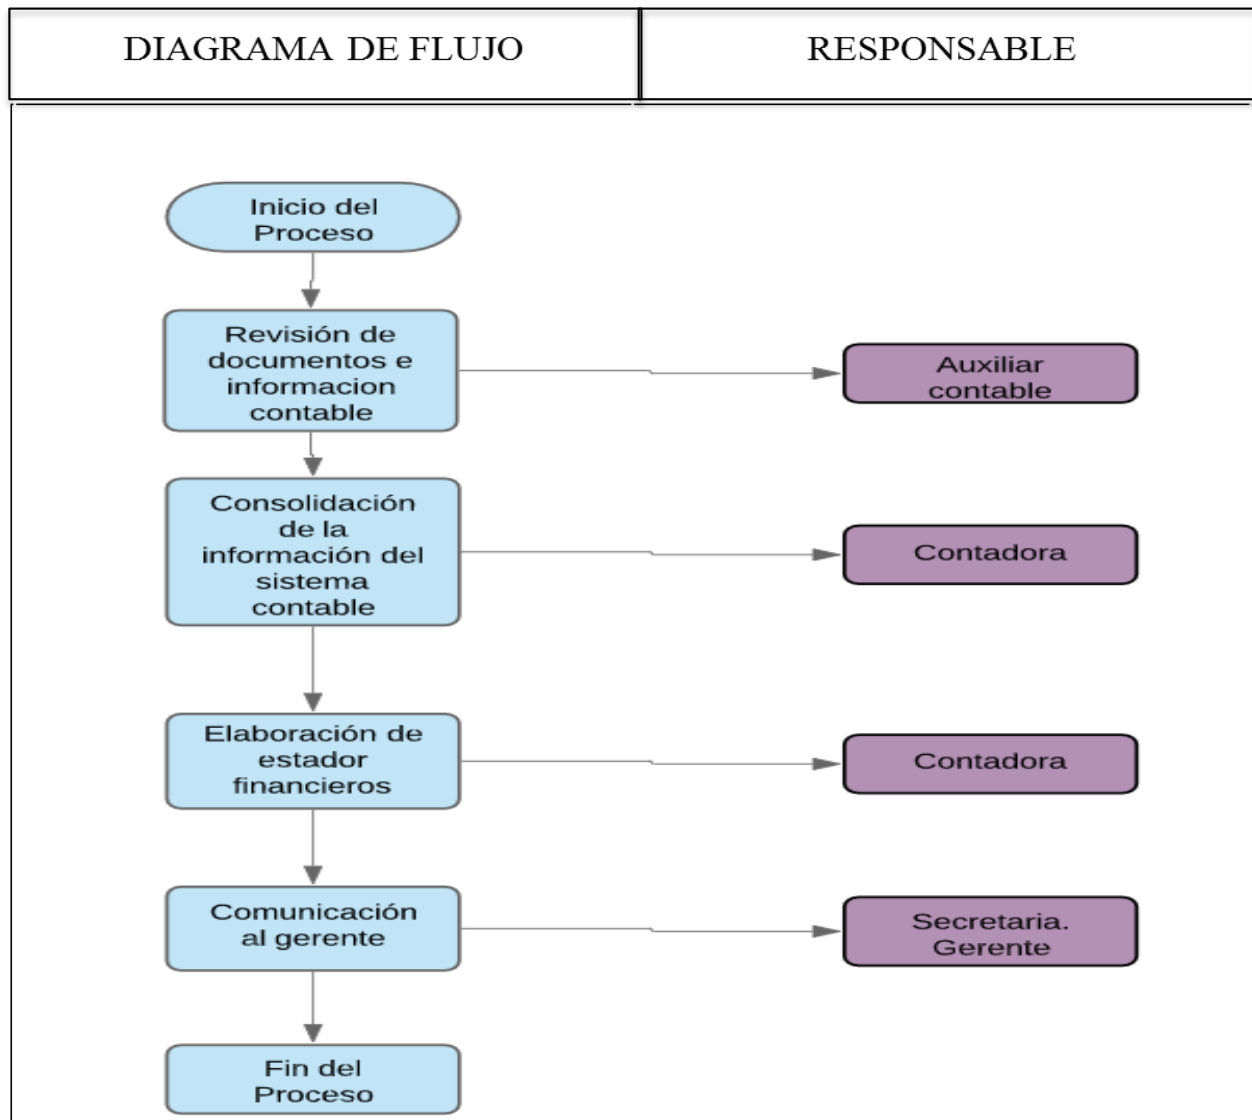 DIAGRAMA DE FLUJO
RESPONSABLE
Inicio del
Proceso
Revisión de
documentos e
informacion
contable
Auxiliar
contable
Consolidación
de la
información del
sistema
contable
Contadora
Elaboración de
estador
financieros
Contadora
Comunicación
al gerente
Secretaria.
Gerente
Fin del
Proceso